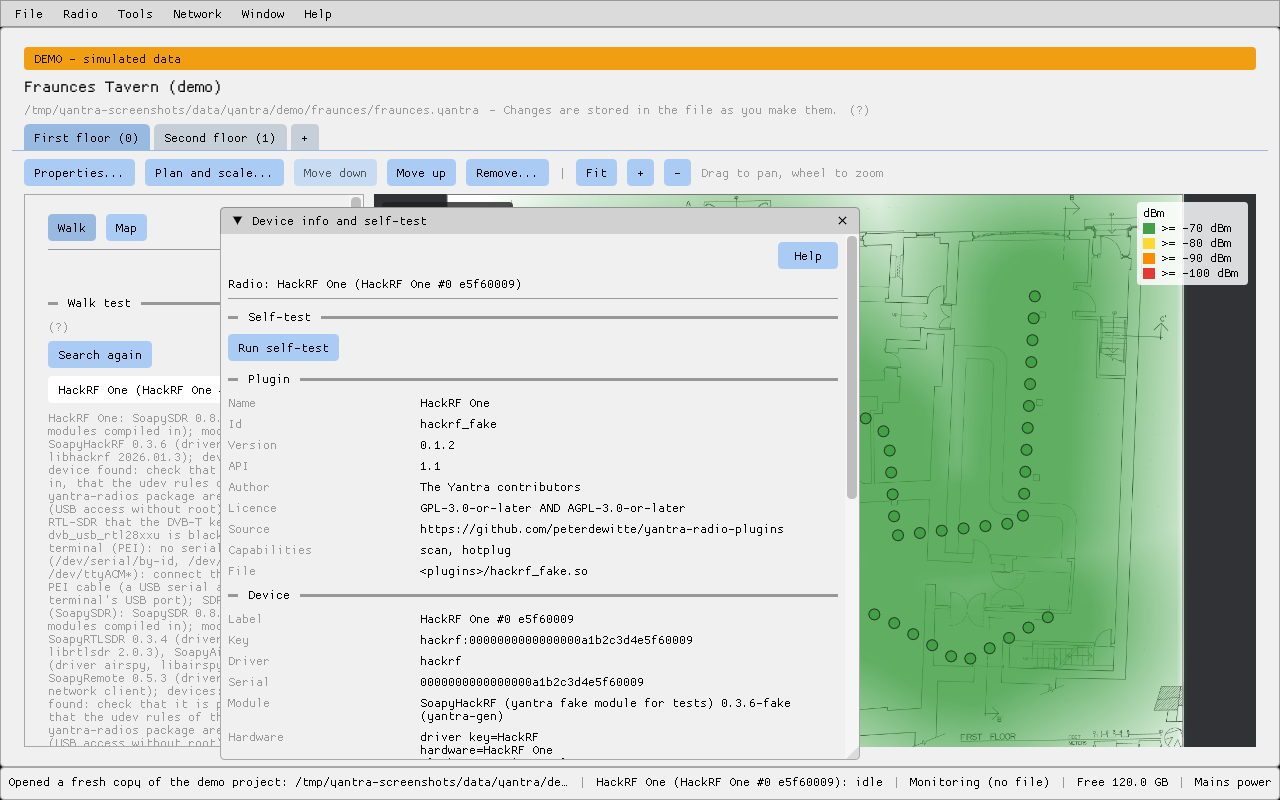 File Radio Tools Network Window Help
DEMO - simulated data
Fraunces Tavern (demo)
/tmp/yantra-screenshots/data/yantra/demo/fraunces/fraunces.yantra - Changes are stored in the file as you make them. (?)
First floor (0) Second floor (1) +
Properties... Plan and scale... Move down Move up Remove... | Fit + - Drag to pan, wheel to zoom
Walk Map
Walk test
(?)
Search again
HackRF One (HackRF One
HackRF One: SoapySDR 0.8.
modules compiled in); mod
SoapyHackRF 0.3.6 (driver
libhackrf 2026.01.3); dev
device found: check that
in, that the udev rules o
yantra-radios package are
(USB access without root)
RTL-SDR that the DVB-T ke
dvb_usb_rtl28xxu is black
terminal (PEI): no serial
(/dev/serial/by-id, /dev/
/dev/ttyACM*): connect th
PEI cable (a USB serial a
terminal's USB port); SDR
(SoapySDR): SoapySDR 0.8.
modules compiled in); mod
SoapyRTLSDR 0.3.4 (driver
librtlsdr 2.0.3), SoapyAi
(driver airspy, libairspy
SoapyRemote 0.5.3 (driver
network client); devices:
found: check that it is p
that the udev rules of th
yantra-radios package are
(USB access without root)
▼ Device info and self-test ✕
Help
Radio: HackRF One (HackRF One #0 e5f60009)
Self-test
Run self-test
Plugin
Name HackRF One
Id hackrf_fake
Version 0.1.2
API 1.1
Author The Yantra contributors
Licence GPL-3.0-or-later AND AGPL-3.0-or-later
Source https://github.com/peterdewitte/yantra-radio-plugins
Capabilities scan, hotplug
File <plugins>/hackrf_fake.so
Device
Label HackRF One #0 e5f60009
Key hackrf:0000000000000000a1b2c3d4e5f60009
Driver hackrf
Serial 0000000000000000a1b2c3d4e5f60009
Module SoapyHackRF (yantra fake module for tests) 0.3.6-fake
(yantra-gen)
Hardware driver key=HackRF
hardware=HackRF One
dBm
>= -70 dBm
>= -80 dBm
>= -90 dBm
>= -100 dBm
FIRST FLOOR
Opened a fresh copy of the demo project: /tmp/yantra-screenshots/data/yantra/de… | HackRF One (HackRF One #0 e5f60009): idle | Monitoring (no file) | Free 120.0 GB | Mains power